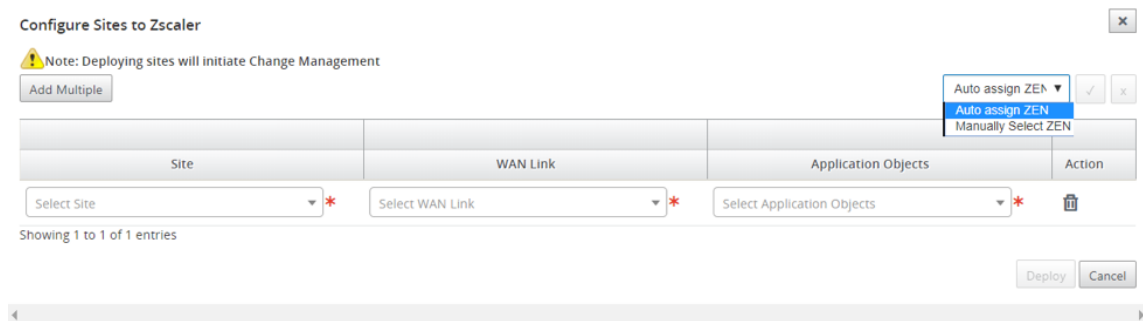 Configure Sites to Zscaler
x
Note: Deploying sites will initiate Change Management
Add Multiple
Auto assign ZEN
✓
x
Auto assign ZEN
Manually Select ZEN
Site
WAN Link
Application Objects
Action
Select Site *
Select WAN Link *
Select Application Objects *
Showing 1 to 1 of 1 entries
Deploy
Cancel